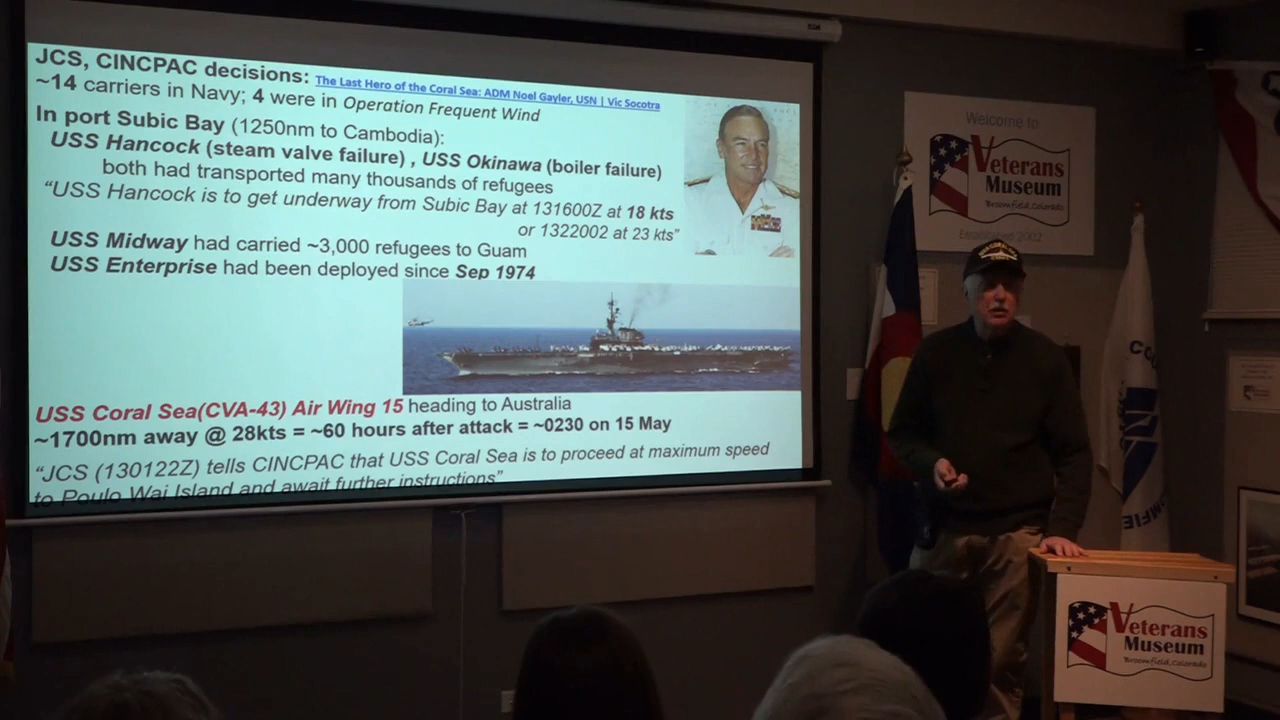 JCS, CINCPAC decisions: The Last Hero of the Coral Sea: ADM Noel Gayler, USN | Vic Socotra
~14 carriers in Navy; 4 were in Operation Frequent Wind
In port Subic Bay (1250nm to Cambodia):
USS Hancock (steam valve failure) , USS Okinawa (boiler failure)
both had transported many thousands of refugees
“USS Hancock is to get underway from Subic Bay at 131600Z at 18 kts
or 1322002 at 23 kts”
USS Midway had carried ~3,000 refugees to Guam
USS Enterprise had been deployed since Sep 1974
USS Coral Sea(CVA-43) Air Wing 15 heading to Australia
~1700nm away @ 28kts = ~60 hours after attack = ~0230 on 15 May
“JCS (130122Z) tells CINCPAC that USS Coral Sea is to proceed at maximum speed
to Poulo Wai Island and await further instructions”
Welcome to
Veterans
Museum
Broomfield, Colorado
Established 2002
Veterans
Museum
Broomfield, Colorado